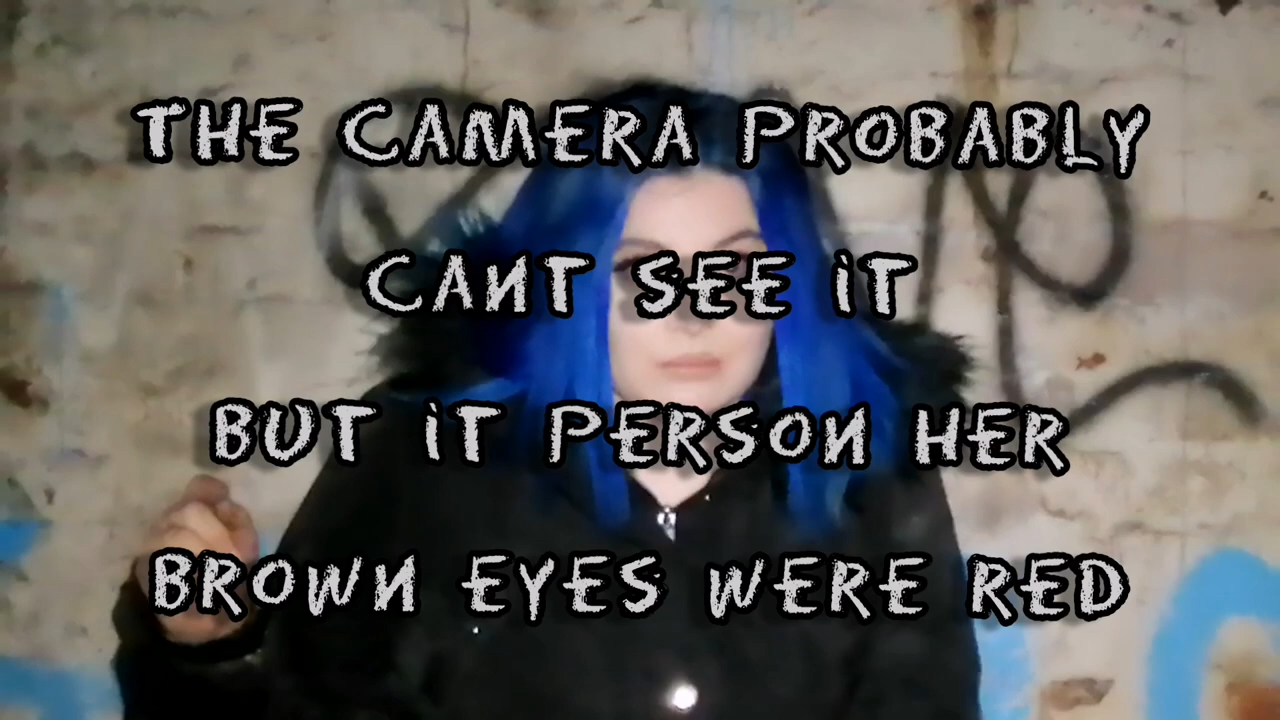 THE CAMERA PROBABLY
CANT SEE IT
BUT IT PERSON HER
BROWN EYES WERE RED